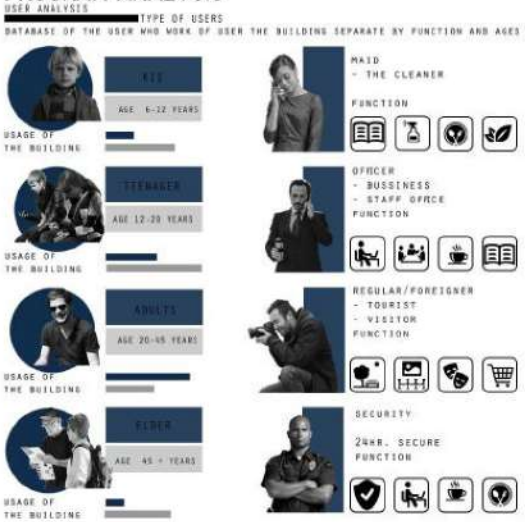 USER ANALYSIS
TYPE OF USERS
DATABASE OF THE USER WHO WORK OF USER THE BUILDING SEPARATE BY FUNCTION AND AGES
KID
AGE 6-12 YEARS
USAGE OF
THE BUILDING
TEENAGER
AGE 12-20 YEARS
USAGE OF
THE BUILDING
ADULTS
AGE 20-45 YEARS
USAGE OF
THE BUILDING
ELDER
AGE 45 + YEARS
USAGE OF
THE BUILDING
MAID
- THE CLEANER
FUNCTION
OFFICER
- BUSSINESS
- STAFF OFFICE
FUNCTION
REGULAR/FOREIGNER
- TOURIST
- VISITOR
FUNCTION
SECURITY
24HR. SECURE
FUNCTION